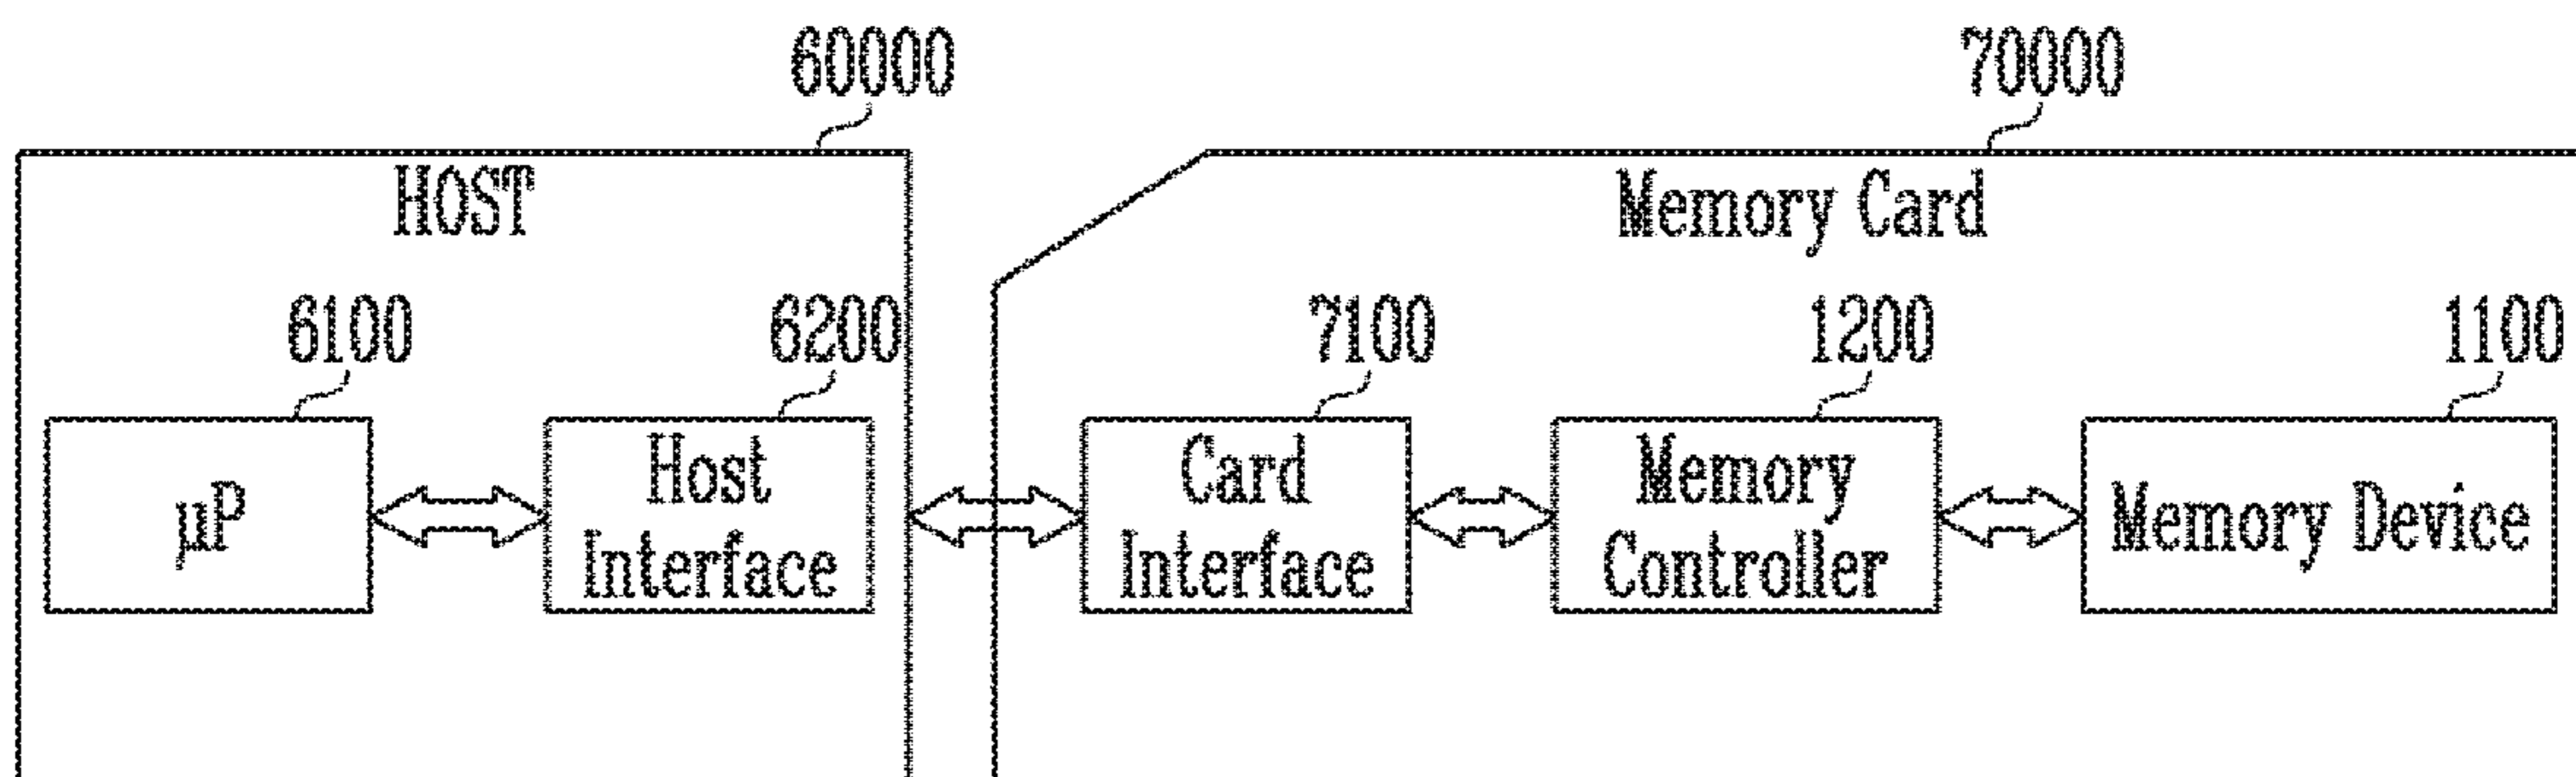 60000
70000
HOST
Memory Card
6100
6200
7100
1200
1100
µP
Host
Interface
Card
Interface
Memory
Controller
Memory Device